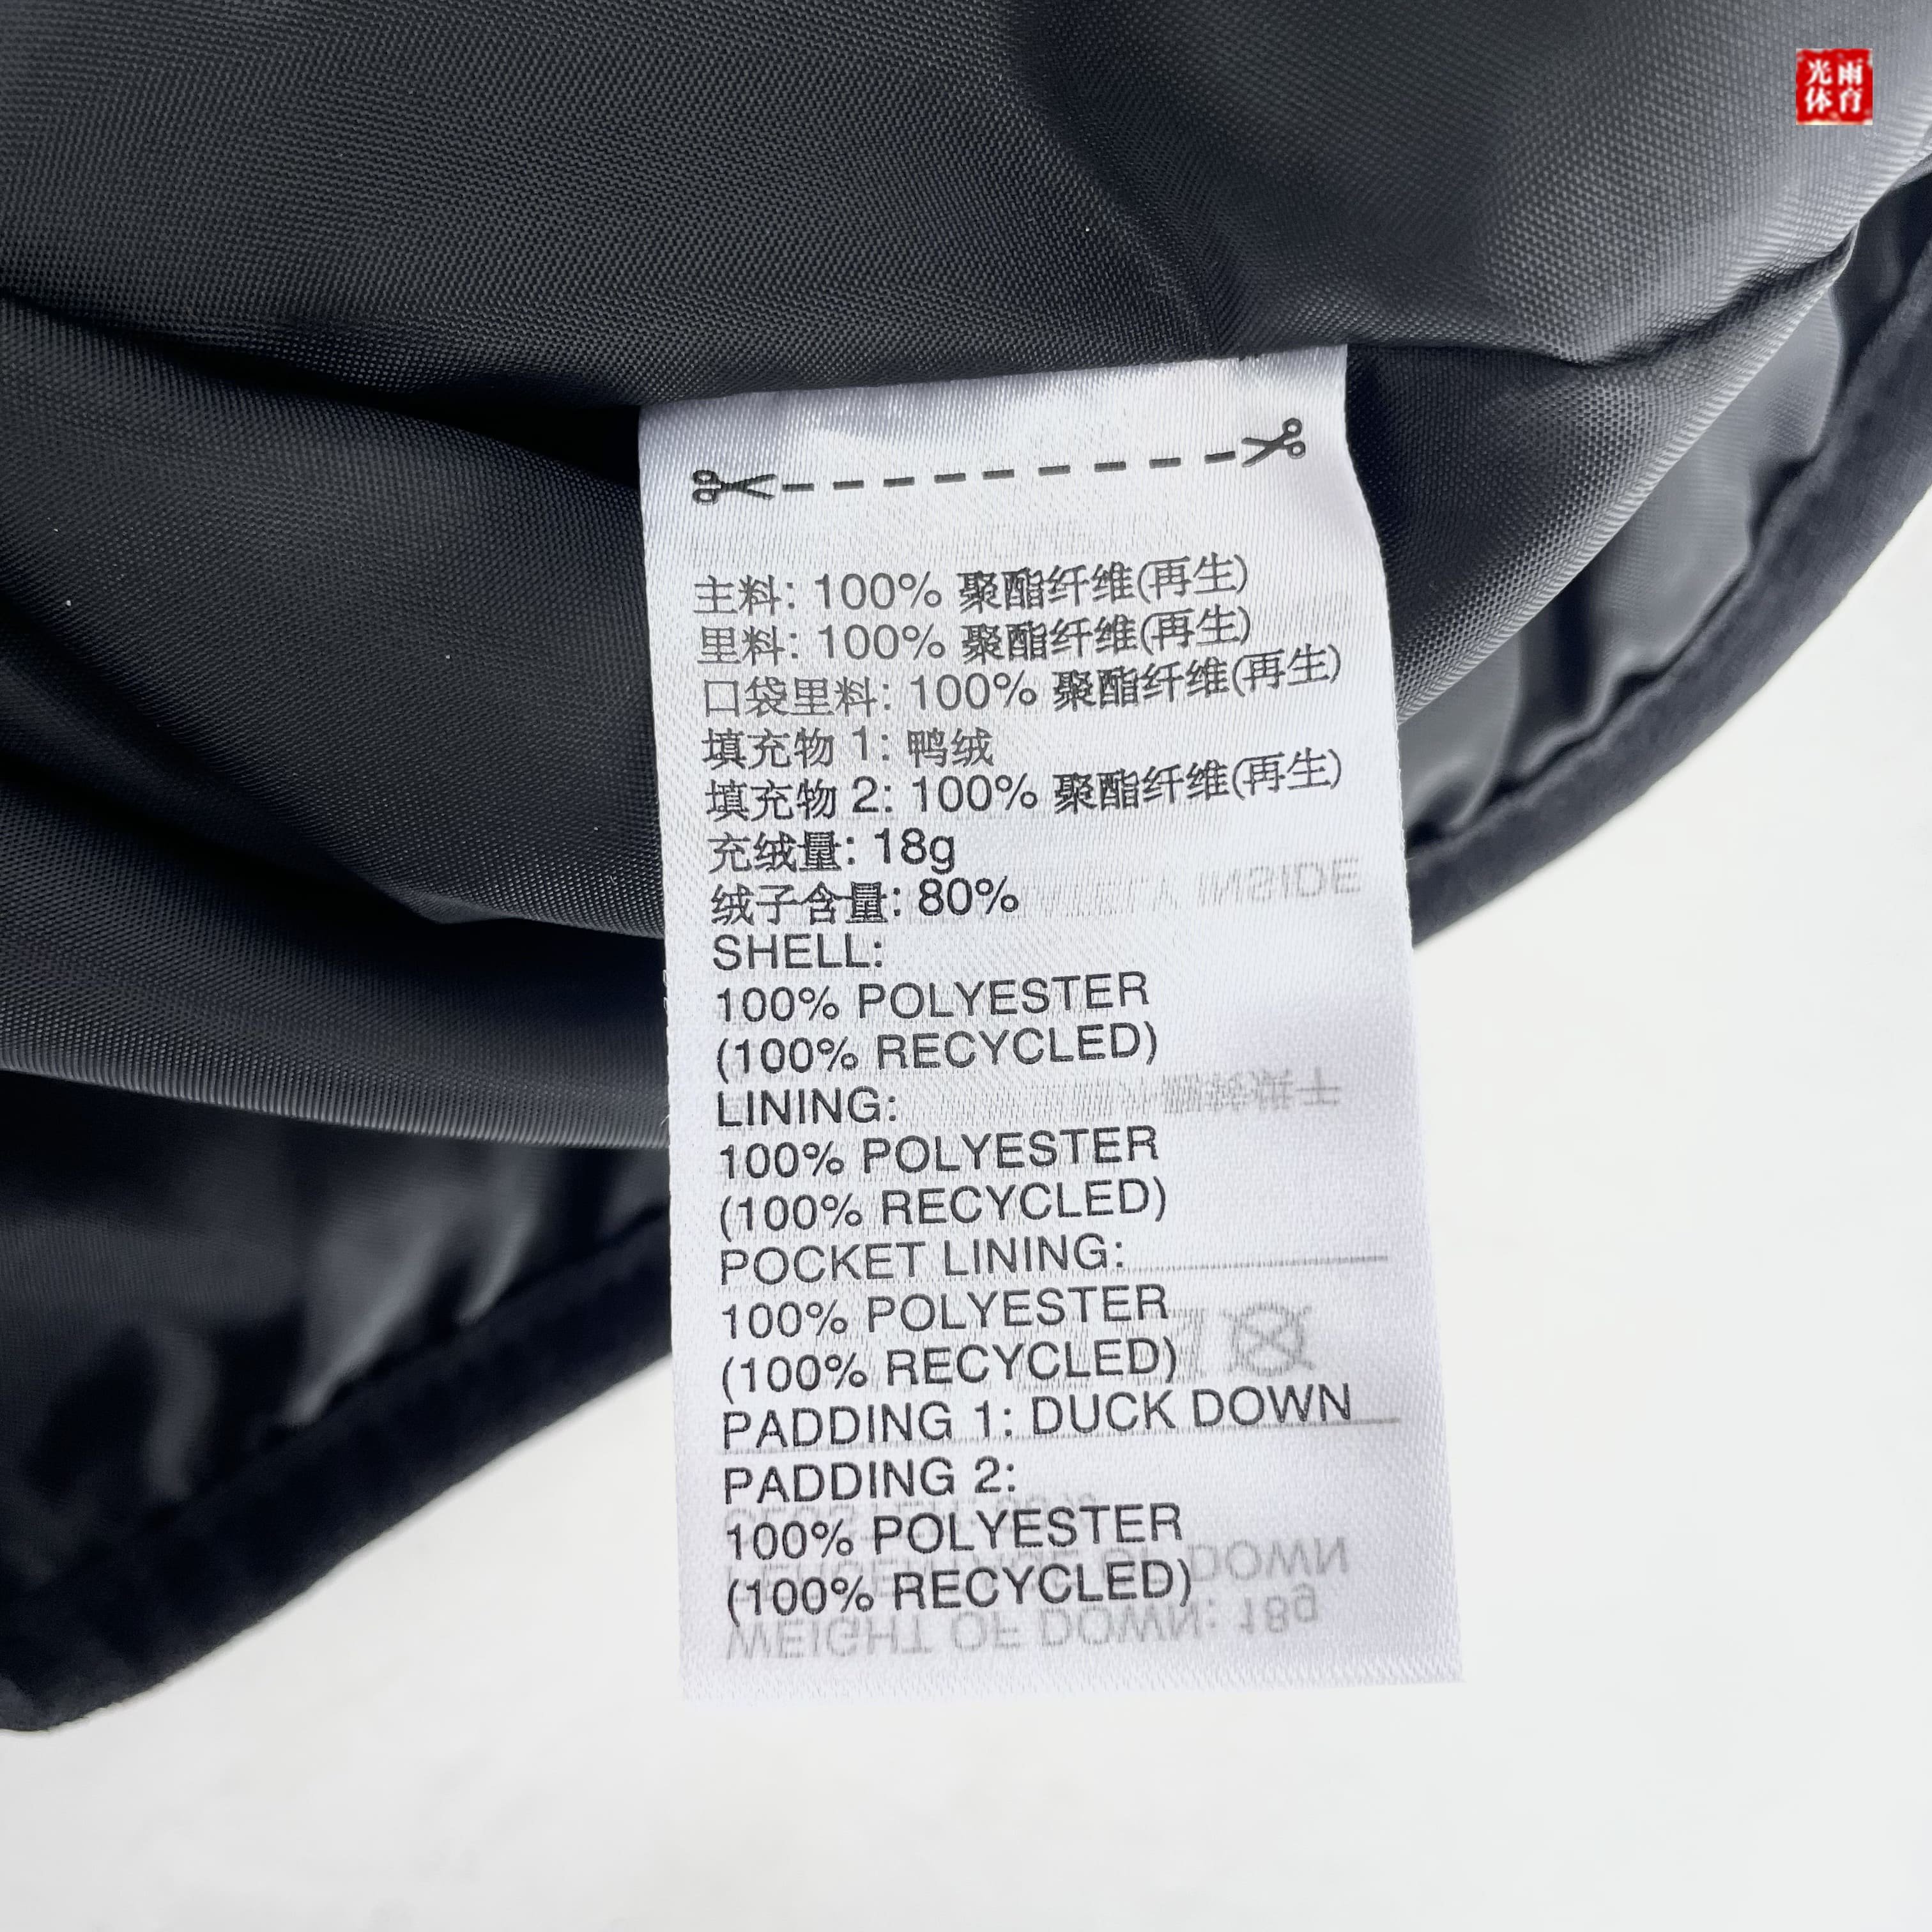 光雨
体育
主料: 100% 聚酯纤维(再生)
里料: 100% 聚酯纤维(再生)
口袋里料: 100% 聚酯纤维(再生)
填充物 1: 鸭绒
填充物 2: 100% 聚酯纤维(再生)
充绒量: 18g
绒子含量: 80%
SHELL:
100% POLYESTER
(100% RECYCLED)
LINING:
100% POLYESTER
(100% RECYCLED)
POCKET LINING:
100% POLYESTER
(100% RECYCLED)
PADDING 1: DUCK DOWN
PADDING 2:
100% POLYESTER
(100% RECYCLED)
WEIGHT OF DOWN: 18g